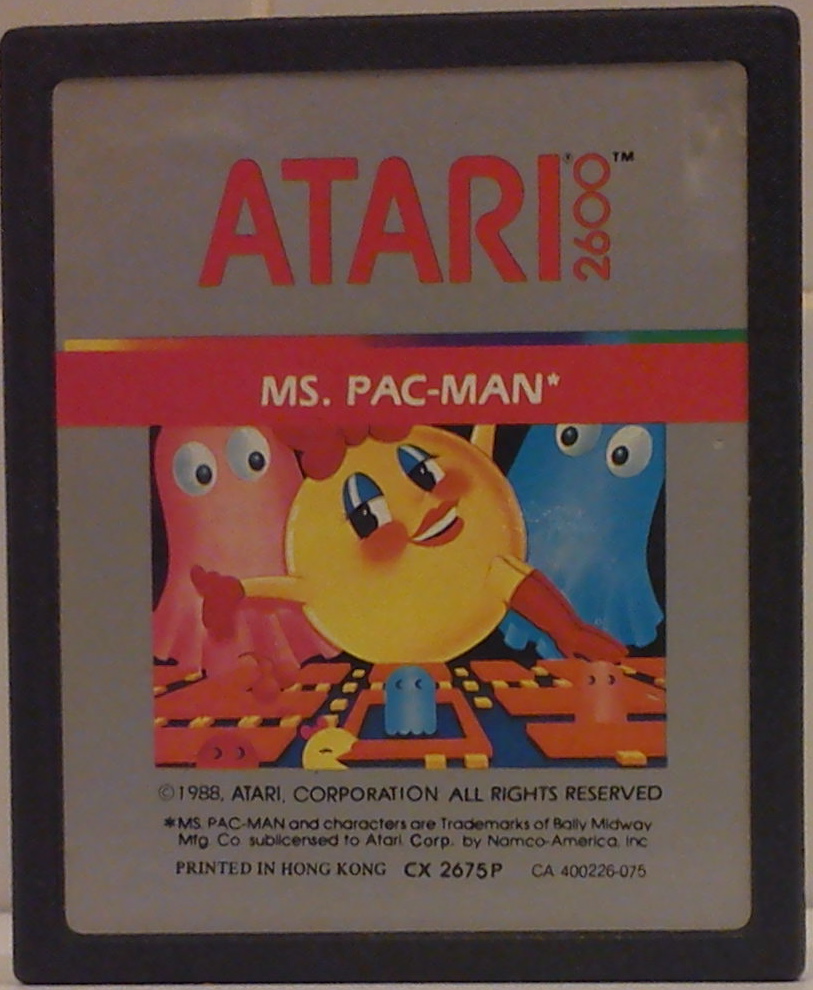 ATARI® 2600™
MS. PAC-MAN*
©1988, ATARI, CORPORATION ALL RIGHTS RESERVED
*MS. PAC-MAN and characters are Trademarks of Bally Midway
Mfg. Co. sublicensed to Atari Corp. by Namco-America, Inc.
PRINTED IN HONG KONG CX 2675P CA 400226-075